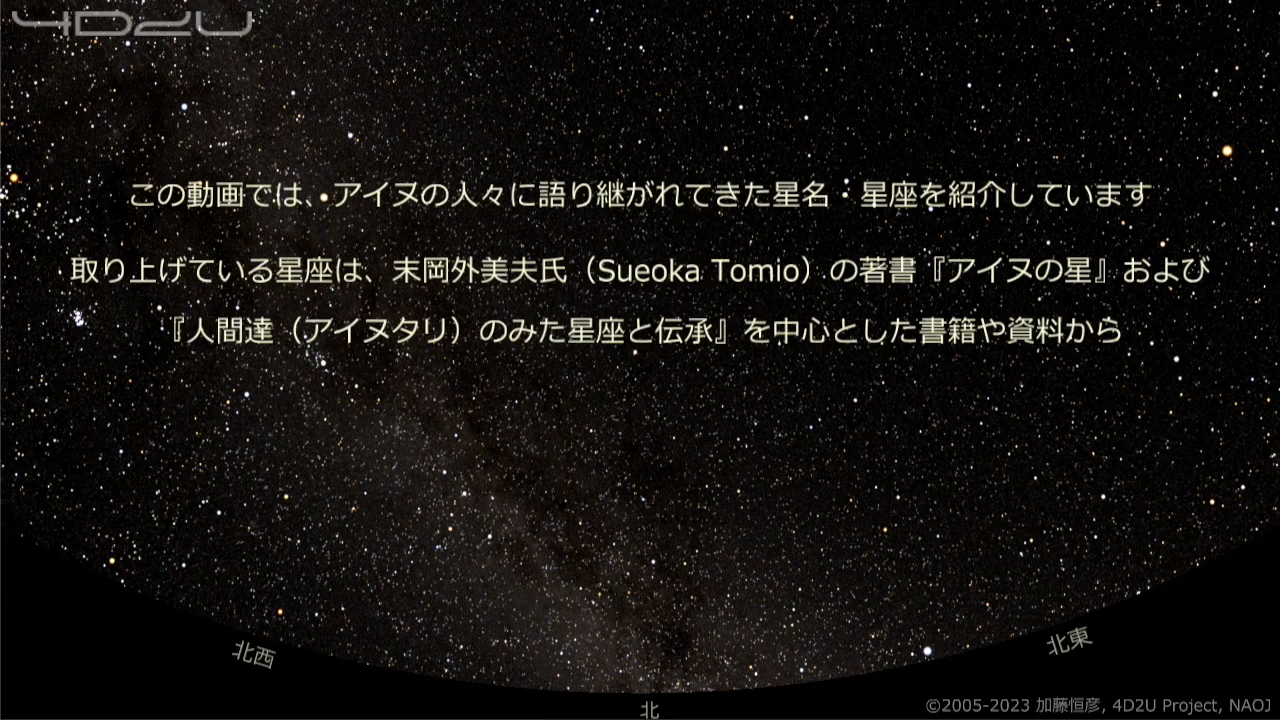 4D2U
この動画では、アイヌの人々に語り継がれてきた星名・星座を紹介しています
取り上げている星座は、末岡外美夫氏（Sueoka Tomio）の著書『アイヌの星』および
『人間達（アイヌタリ）のみた星座と伝承』を中心とした書籍や資料から
北西
北東
北
©2005-2023 加藤恒彦, 4D2U Project, NAOJ